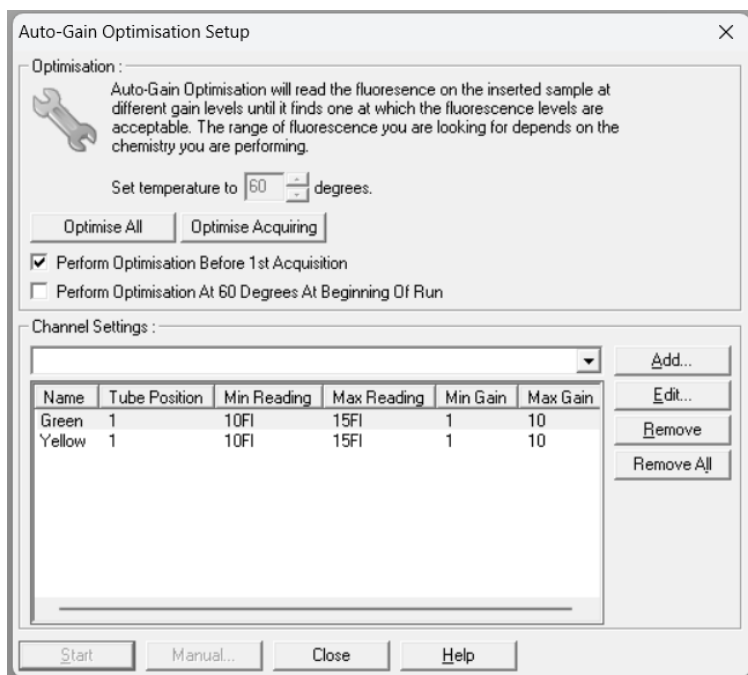 Auto-Gain Optimisation Setup
Optimisation :
Auto-Gain Optimisation will read the fluoresence on the inserted sample at
different gain levels until it finds one at which the fluorescence levels are
acceptable. The range of fluorescence you are looking for depends on the
chemistry you are performing.
Set temperature to 60 degrees.
Optimise All Optimise Acquiring
Perform Optimisation Before 1st Acquisition
Perform Optimisation At 60 Degrees At Beginning Of Run
Channel Settings :
Add...
Name Tube Position Min Reading Max Reading Min Gain Max Gain Edit...
Green 1 10Fl 15Fl 1 10
Yellow 1 10Fl 15Fl 1 10
Remove
Remove All
Start Manual... Close Help